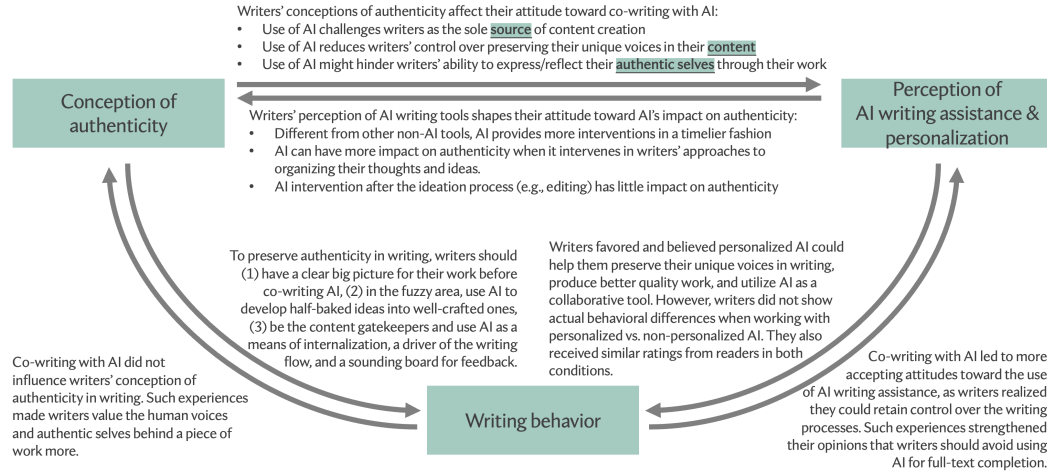 Writers' conceptions of authenticity affect their attitude toward co-writing with AI:
• Use of AI challenges writers as the sole source of content creation
• Use of AI reduces writers' control over preserving their unique voices in their content
• Use of AI might hinder writers' ability to express/reflect their authentic selves through their work
Conception of
authenticity
Perception of
AI writing assistance &
personalization
Writers' perception of AI writing tools shapes their attitude toward AI's impact on authenticity:
• Different from other non-AI tools, AI provides more interventions in a timelier fashion
• AI can have more impact on authenticity when it intervenes in writers' approaches to
organizing their thoughts and ideas.
• AI intervention after the ideation process (e.g., editing) has little impact on authenticity
To preserve authenticity in writing, writers should
(1) have a clear big picture for their work before
co-writing AI, (2) in the fuzzy area, use AI to
develop half-baked ideas into well-crafted ones,
(3) be the content gatekeepers and use AI as a
means of internalization, a driver of the writing
flow, and a sounding board for feedback.
Writers favored and believed personalized AI could
help them preserve their unique voices in writing,
produce better quality work, and utilize AI as a
collaborative tool. However, writers did not show
actual behavioral differences when working with
personalized vs. non-personalized AI. They also
received similar ratings from readers in both
conditions.
Co-writing with AI did not
influence writers' conception of
authenticity in writing. Such experiences
made writers value the human voices
and authentic selves behind a piece of
work more.
Writing behavior
Co-writing with AI led to more
accepting attitudes toward the use
of AI writing assistance, as writers realized
they could retain control over the writing
processes. Such experiences strengthened
their opinions that writers should avoid using
AI for full-text completion.